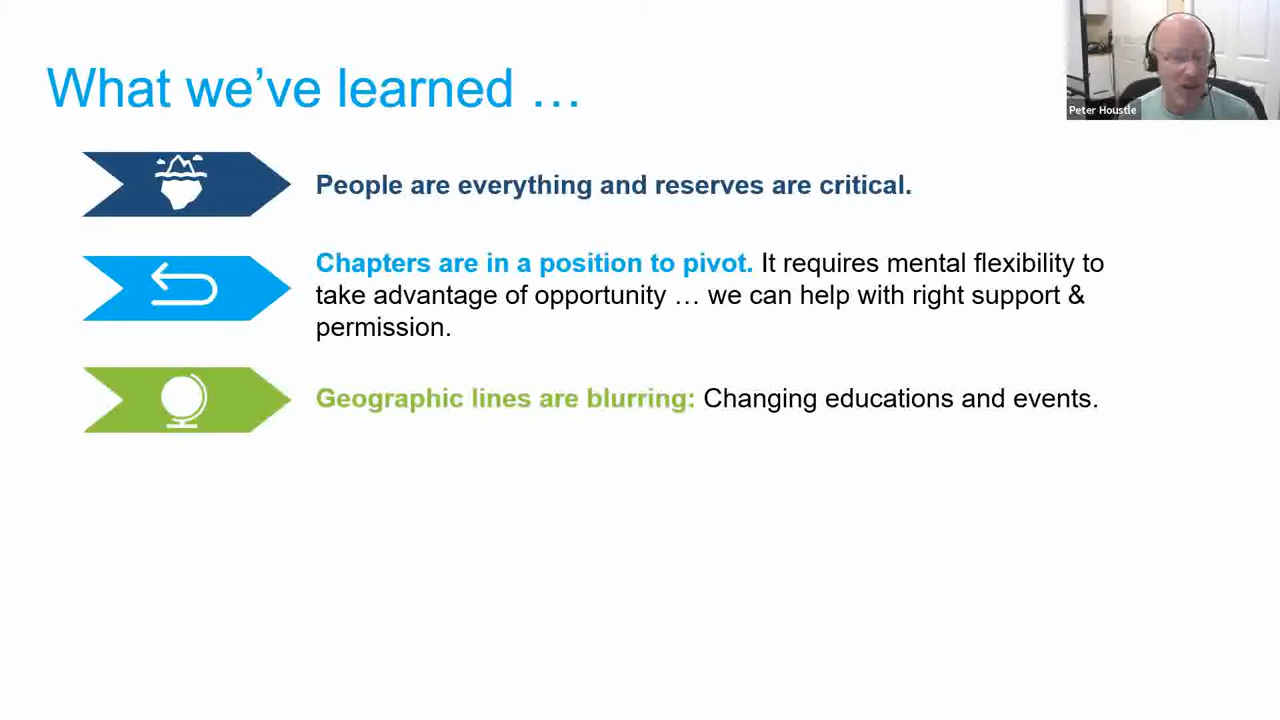 What we’ve learned …
Peter Houstle
People are everything and reserves are critical.
Chapters are in a position to pivot. It requires mental flexibility to
take advantage of opportunity … we can help with right support &
permission.
Geographic lines are blurring: Changing educations and events.